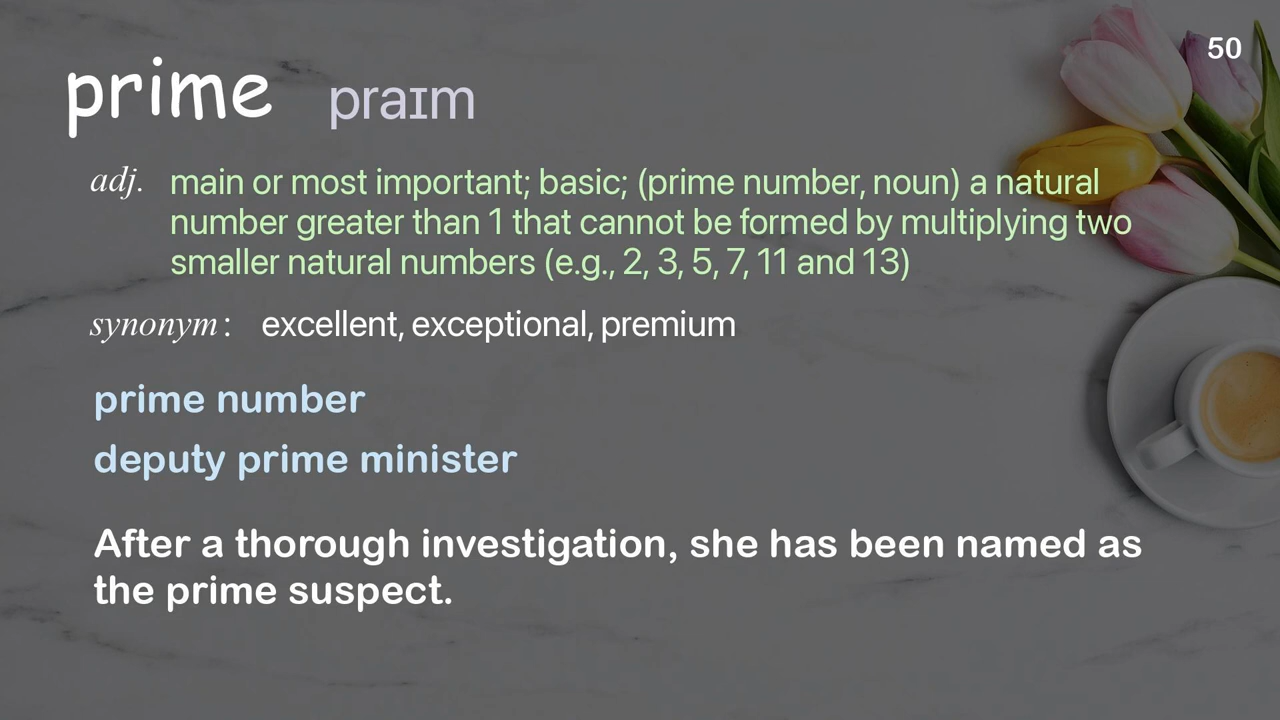 50
prime praɪm
adj. main or most important; basic; (prime number, noun) a natural
number greater than 1 that cannot be formed by multiplying two
smaller natural numbers (e.g., 2, 3, 5, 7, 11 and 13)
synonym: excellent, exceptional, premium
prime number
deputy prime minister
After a thorough investigation, she has been named as
the prime suspect.